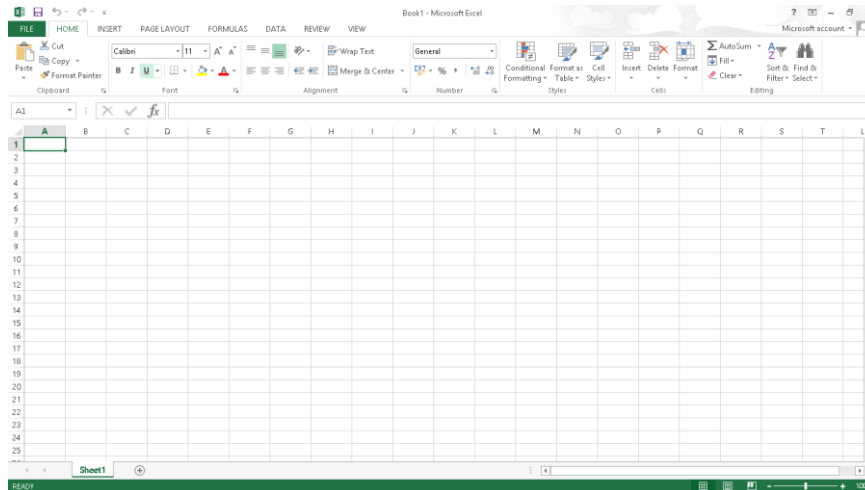 Book1 - Microsoft Excel
FILE HOME INSERT PAGE LAYOUT FORMULAS DATA REVIEW VIEW Microsoft account
Cut Calibri 11 A A Wrap Text General AutoSum
Copy Fill
Paste Format Painter B I U A Merge & Center $ % , Conditional Format as Cell Insert Delete Format Clear Sort & Find &
Formatting Table Styles Filter Select
Clipboard Font Alignment Number Styles Cells Editing
A1 fx
A B C D E F G H I J K L M N O P Q R S T
1
2
3
4
5
6
7
8
9
10
11
12
13
14
15
16
17
18
19
20
21
22
23
24
25
Sheet1
READY